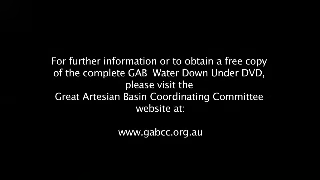 For further information or to obtain a free copy
of the complete GAB Water Down Under DVD,
please visit the
Great Artesian Basin Coordinating Committee
website at:
www.gabcc.org.au